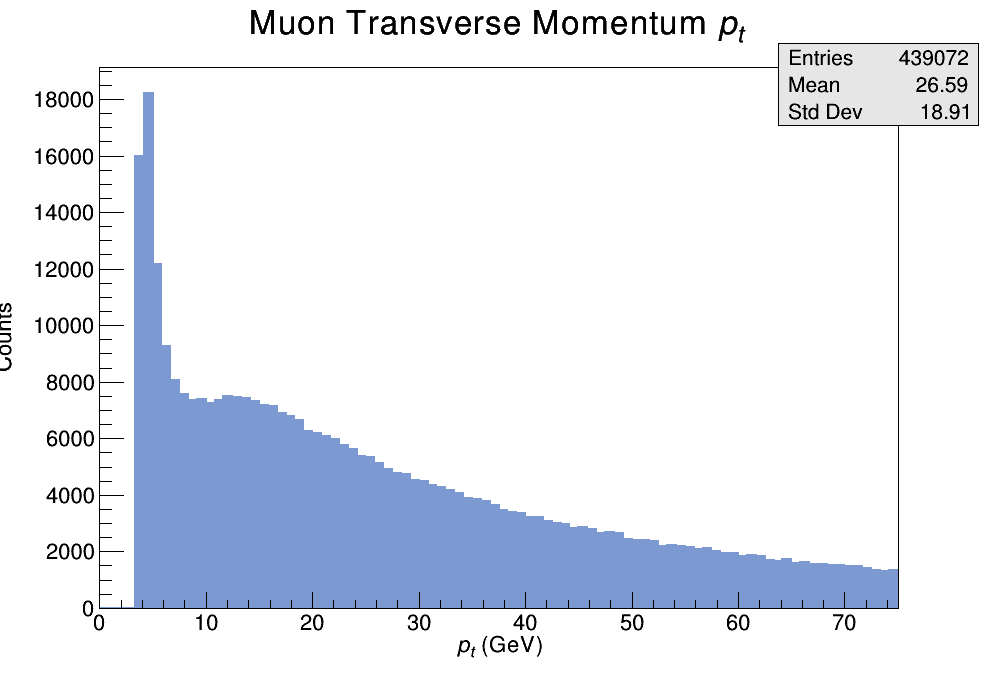 Muon Transverse Momentum pt
Entries 439072
Mean 26.59
Std Dev 18.91
18000
16000
14000
12000
10000
8000
6000
4000
2000
0
Counts
0 10 20 30 40 50 60 70
pt (GeV)